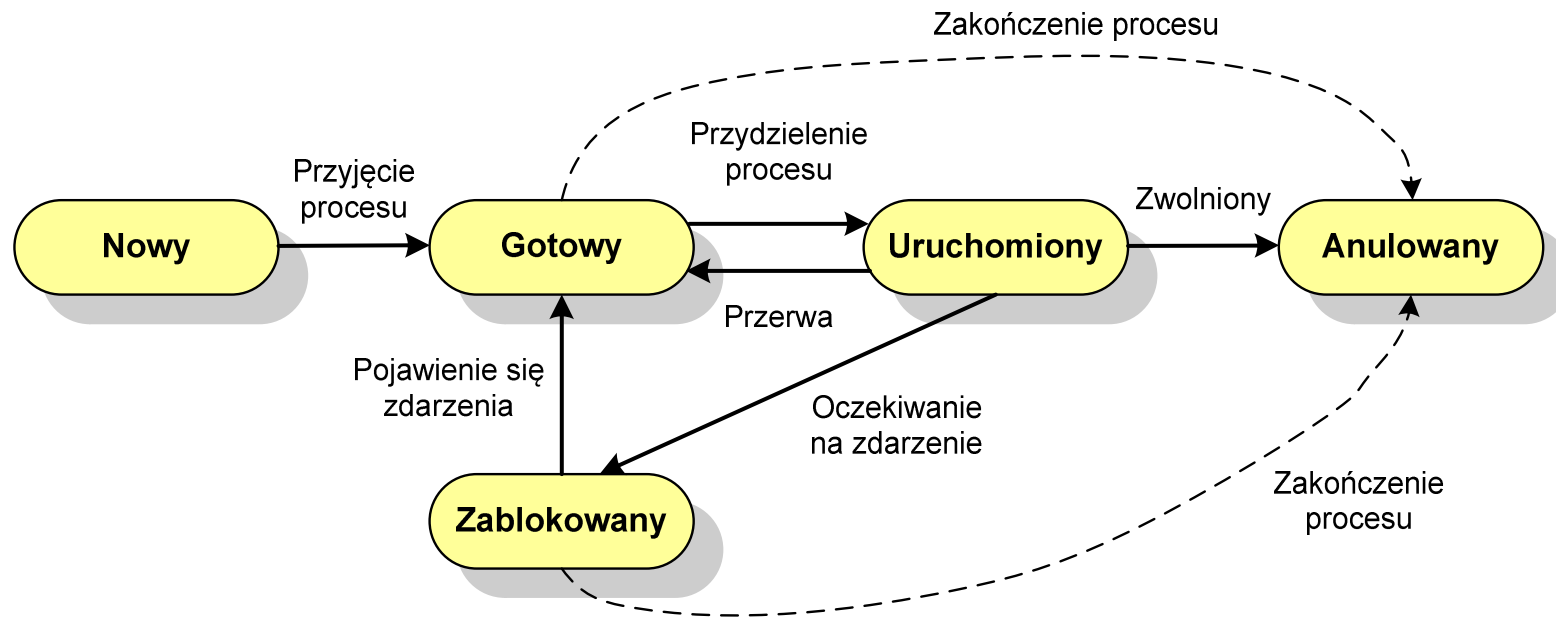 Zakończenie procesu
Przydzielenie
procesu
Przyjęcie
procesu
Zwolniony
Nowy
Gotowy
Uruchomiony
Anulowany
Przerwa
Pojawienie się
zdarzenia
Oczekiwanie
na zdarzenie
Zablokowany
Zakończenie
procesu